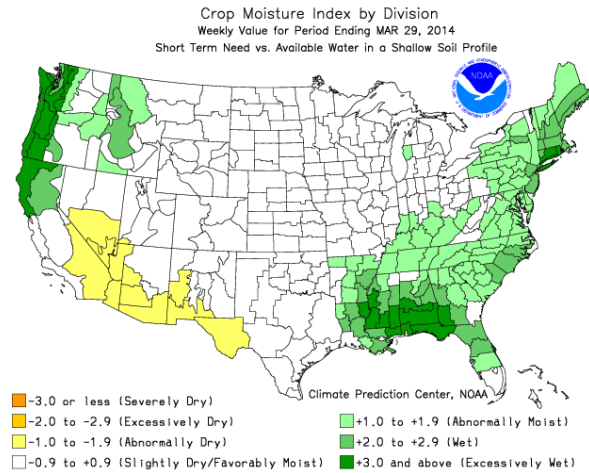 Crop Moisture Index by Division
Weekly Value for Period Ending MAR 29, 2014
Short Term Need vs. Available Water in a Shallow Soil Profile
NOAA
Climate Prediction Center, NOAA
-3.0 or less (Severely Dry)
-2.0 to -2.9 (Excessively Dry)
-1.0 to -1.9 (Abnormally Dry)
-0.9 to +0.9 (Slightly Dry/Favorably Moist)
+1.0 to +1.9 (Abnormally Moist)
+2.0 to +2.9 (Wet)
+3.0 and above (Excessively Wet)